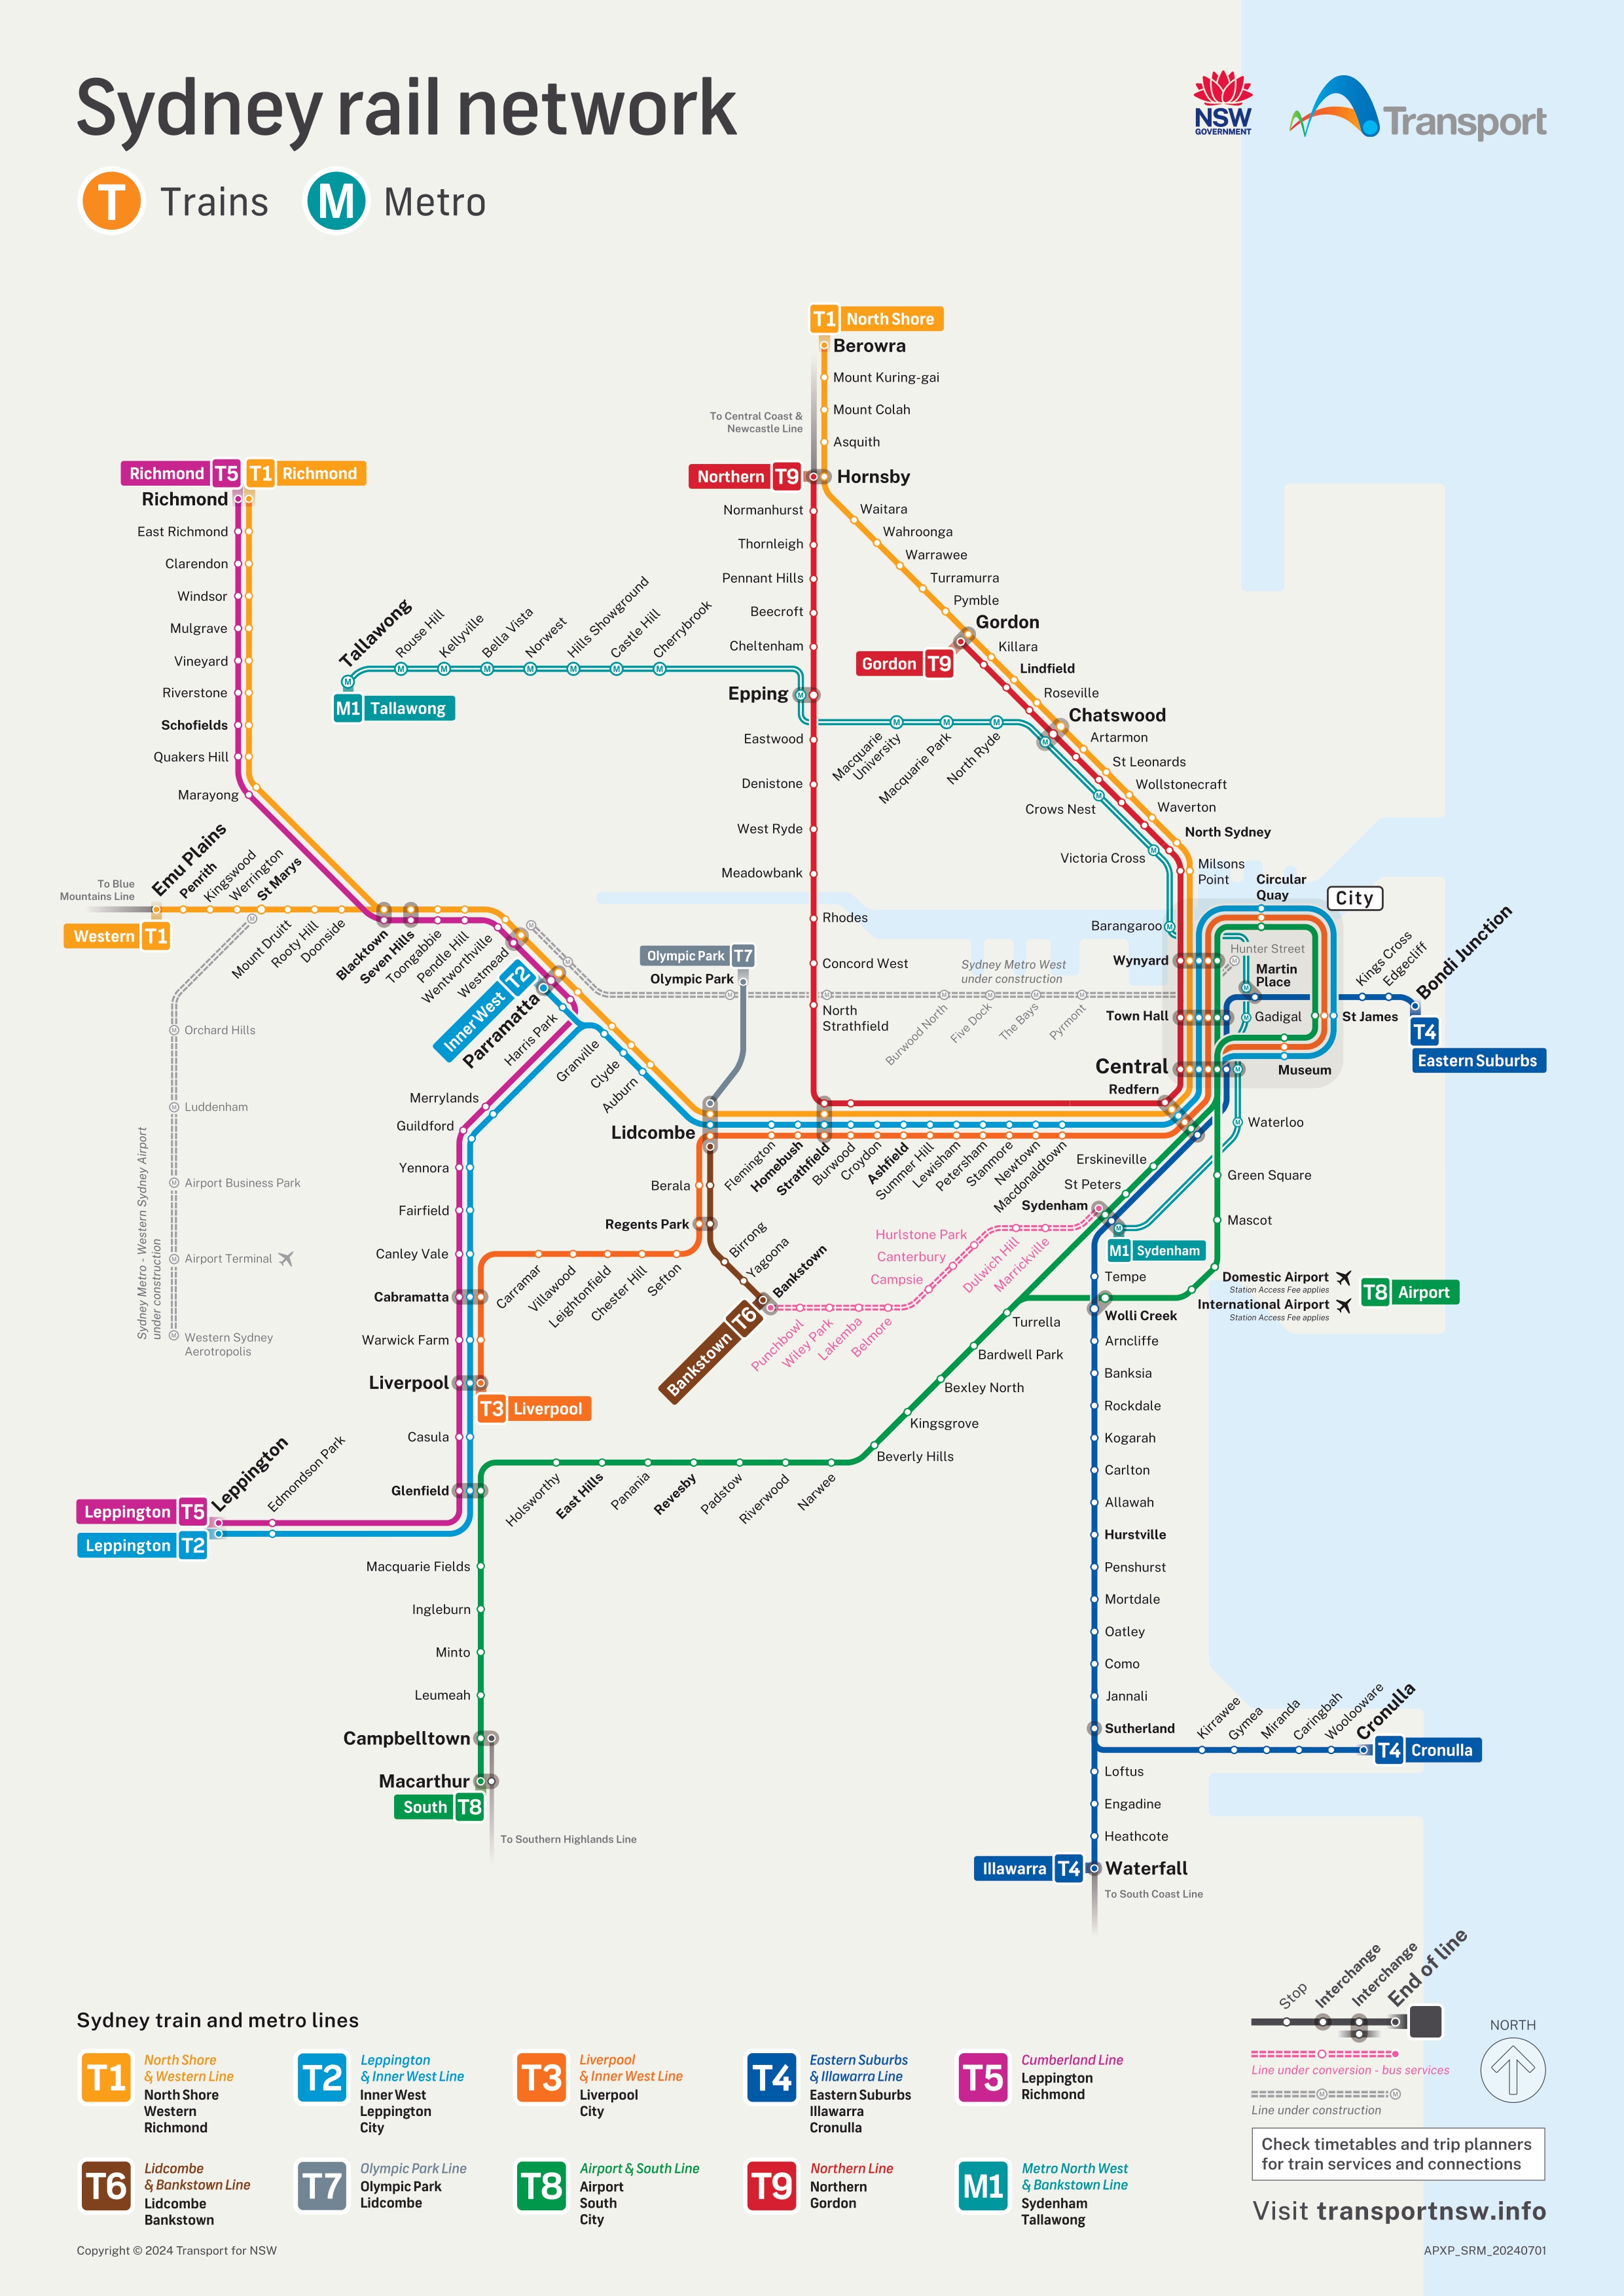 Sydney rail network
NSW
GOVERNMENT
Transport
T Trains M Metro
T1 North Shore
Berowra
Mount Kuring-gai
Mount Colah
Asquith
To Central Coast &
Newcastle Line
Northern T9
Hornsby
Normanhurst
Thornleigh
Pennant Hills
Beecroft
Cheltenham
Epping
Eastwood
Denistone
West Ryde
Meadowbank
Rhodes
Concord West
North
Strathfield
Waitara
Wahroonga
Warrawee
Turramurra
Pymble
Gordon
Gordon T9
Killara
Lindfield
Roseville
Chatswood
Artarmon
St Leonards
Wollstonecraft
Waverton
North Sydney
Milsons
Point
Richmond T5
T1 Richmond
Richmond
East Richmond
Clarendon
Windsor
Mulgrave
Vineyard
Riverstone
Schofields
Quakers Hill
Marayong
Tallawong
M1 Tallawong
Rouse Hill
Kellyville
Bella Vista
Norwest
Hills Showground
Castle Hill
Cherrybrook
Macquarie
University
Macquarie Park
North Ryde
Crows Nest
Victoria Cross
Barangaroo
To Blue
Mountains Line
Western T1
Emu Plains
Penrith
Kingswood
Werrington
St Marys
Mount Druitt
Rooty Hill
Doonside
Blacktown
Seven Hills
Toongabbie
Pendle Hill
Wentworthville
Westmead
Inner West T2
Parramatta
Harris Park
Granville
Clyde
Auburn
Lidcombe
Olympic Park T7
Olympic Park
Sydney Metro West
under construction
Burwood North
Five Dock
The Bays
Pyrmont
Hunter Street
City
Circular
Quay
Wynyard
Martin
Place
Town Hall
Gadigal
St James
Central
Museum
Redfern
Kings Cross
Edgecliff
Bondi Junction
T4
Eastern Suburbs
Waterloo
Green Square
Mascot
Domestic Airport
Station Access Fee applies
International Airport
Station Access Fee applies
T8 Airport
Orchard Hills
Luddenham
Airport Business Park
Airport Terminal
Western Sydney
Aerotropolis
Sydney Metro - Western Sydney Airport
under construction
Merrylands
Guildford
Yennora
Fairfield
Canley Vale
Cabramatta
Warwick Farm
Liverpool
T3 Liverpool
Casula
Glenfield
Leppington
Edmondson Park
Leppington T5
Leppington T2
Flemington
Homebush
Strathfield
Burwood
Croydon
Ashfield
Summer Hill
Lewisham
Petersham
Stanmore
Newtown
Macdonaldtown
Erskineville
St Peters
Sydenham
M1 Sydenham
Berala
Regents Park
Birrong
Yagoona
Bankstown
Bankstown T6
Carramar
Villawood
Leightonfield
Chester Hill
Sefton
Punchbowl
Wiley Park
Lakemba
Belmore
Campsie
Canterbury
Hurlstone Park
Dulwich Hill
Marrickville
Tempe
Wolli Creek
Turrella
Bardwell Park
Bexley North
Kingsgrove
Beverly Hills
Narwee
Riverwood
Padstow
Revesby
Panania
East Hills
Holsworthy
Macquarie Fields
Ingleburn
Minto
Leumeah
Campbelltown
Macarthur
South T8
To Southern Highlands Line
Arncliffe
Banksia
Rockdale
Kogarah
Carlton
Allawah
Hurstville
Penshurst
Mortdale
Oatley
Como
Jannali
Sutherland
Kirrawee
Gymea
Miranda
Caringbah
Woolooware
Cronulla
T4 Cronulla
Loftus
Engadine
Heathcote
Illawarra T4
Waterfall
To South Coast Line
Sydney train and metro lines
T1
North Shore
& Western Line
North Shore
Western
Richmond
T2
Leppington
& Inner West Line
Inner West
Leppington
City
T3
Liverpool
& Inner West Line
Liverpool
City
T4
Eastern Suburbs
& Illawarra Line
Eastern Suburbs
Illawarra
Cronulla
T5
Cumberland Line
Leppington
Richmond
T6
Lidcombe
& Bankstown Line
Lidcombe
Bankstown
T7
Olympic Park Line
Olympic Park
Lidcombe
T8
Airport & South Line
Airport
South
City
T9
Northern Line
Northern
Gordon
M1
Metro North West
& Bankstown Line
Sydenham
Tallawong
Stop
Interchange
Interchange
End of line
Line under conversion - bus services
Line under construction
NORTH
Check timetables and trip planners
for train services and connections
Visit transportnsw.info
Copyright © 2024 Transport for NSW
APXP_SRM_20240701